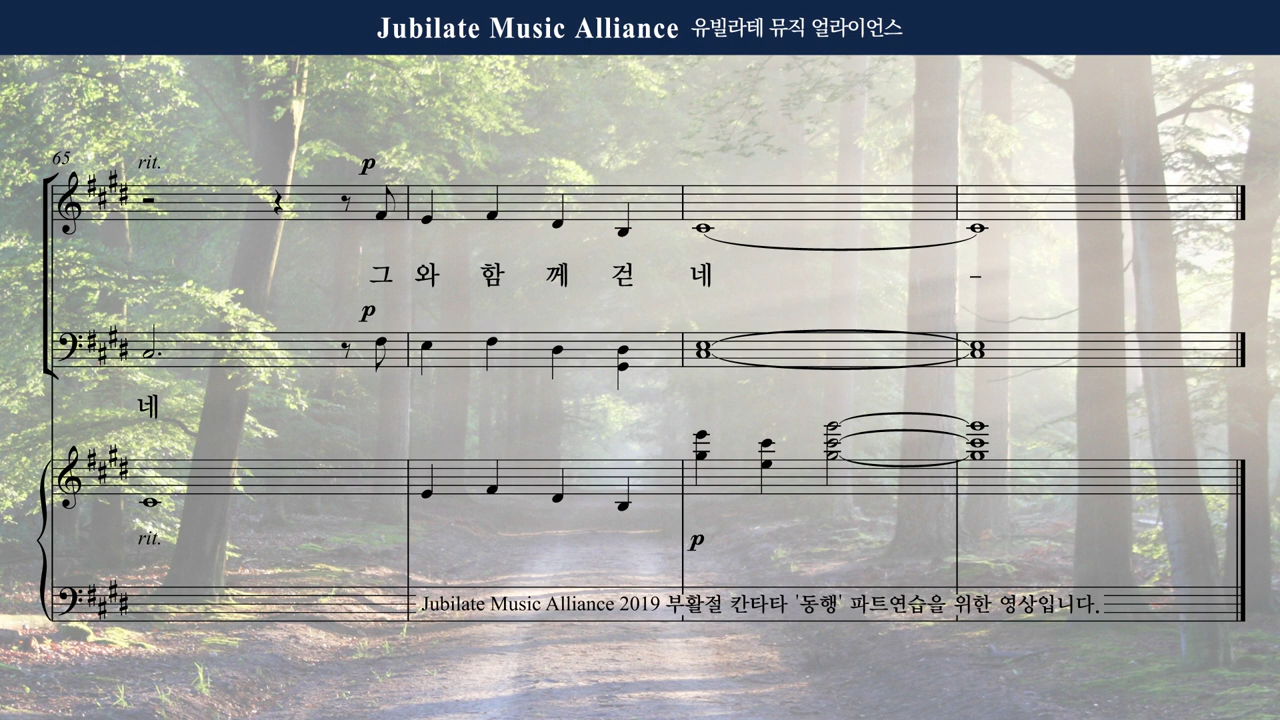 Jubilate Music Alliance 유빌라테 뮤직 얼라이언스
65
rit.
p
그 와 함 께 걷 네 –
p
네
rit.
p
Jubilate Music Alliance 2019 부활절 칸타타 '동행' 파트연습을 위한 영상입니다.